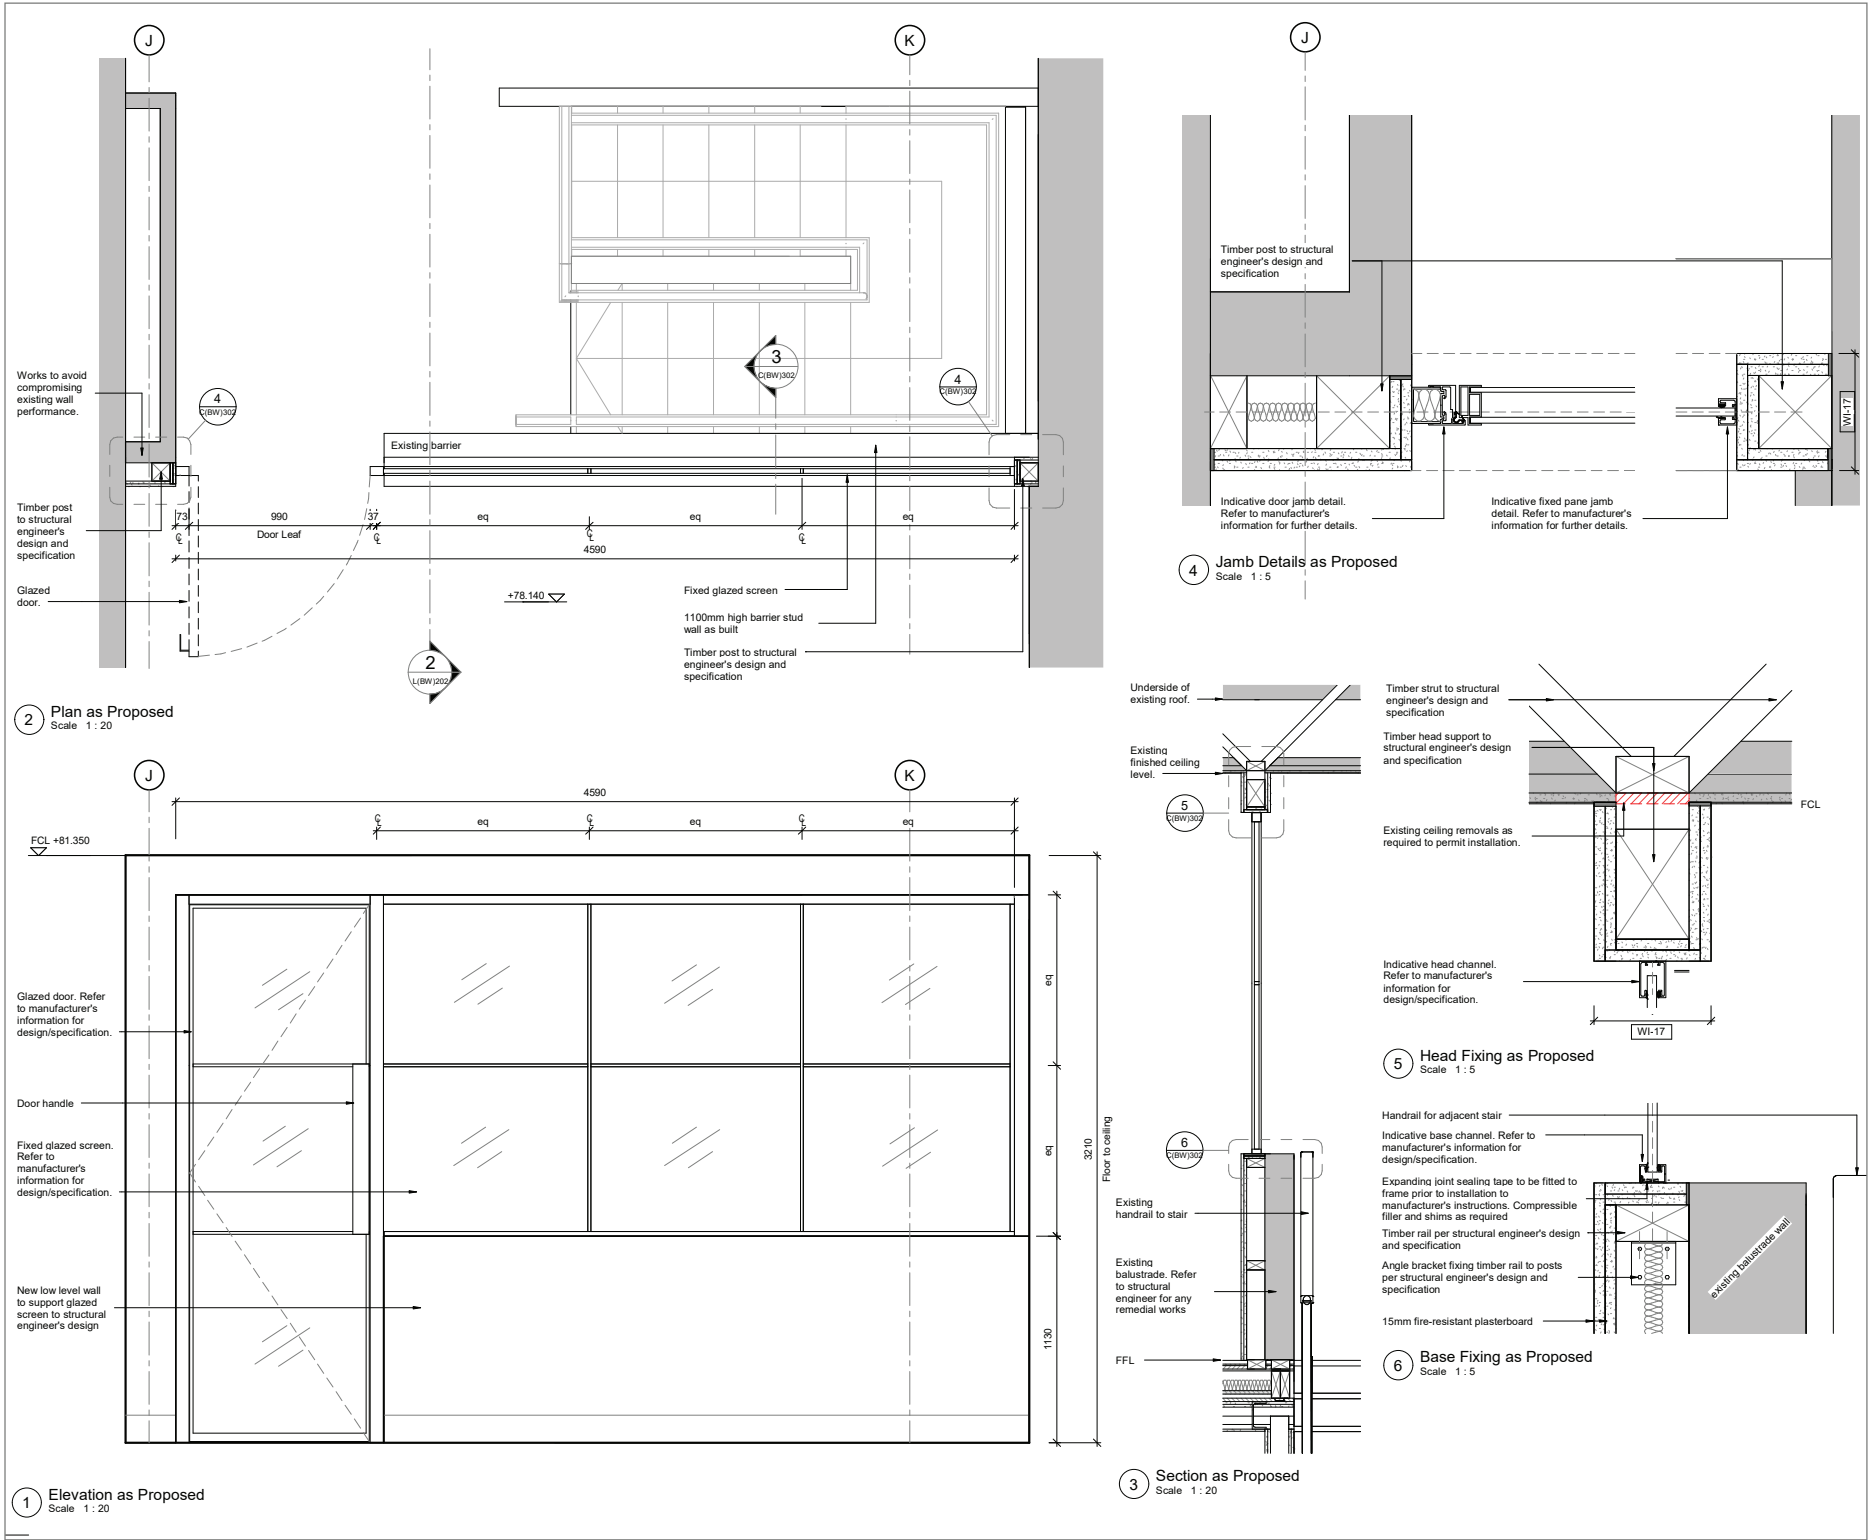 J
K
Works to avoid
compromising
existing wall
performance.
4
C(BW)302
3
C(BW)302
4
C(BW)302
Existing barrier
Timber post
to structural
engineer's
design and
specification
73
990
37
eq
eq
eq
Door Leaf
4590
Glazed
door.
+78.140
Fixed glazed screen
1100mm high barrier stud
wall as built
Timber post to structural
engineer's design and
specification
2
L(BW)202
2
Plan as Proposed
Scale 1 : 20
J
Timber post to structural
engineer's design and
specification
WI-17
Indicative door jamb detail.
Refer to manufacturer's
information for further details.
Indicative fixed pane jamb
detail. Refer to manufacturer's
information for further details.
4
Jamb Details as Proposed
Scale 1 : 5
J
K
4590
eq
eq
eq
FCL +81.350
Glazed door. Refer
to manufacturer's
information for
design/specification.
Door handle
Fixed glazed screen.
Refer to
manufacturer's
information for
design/specification.
New low level wall
to support glazed
screen to structural
engineer's design
eq
eq
1130
3210
Floor to ceiling
1
Elevation as Proposed
Scale 1 : 20
Underside of
existing roof.
Existing
finished ceiling
level.
5
C(BW)302
6
C(BW)302
Existing
handrail to stair
Existing
balustrade. Refer
to structural
engineer for any
remedial works
FFL
3
Section as Proposed
Scale 1 : 20
Timber strut to structural
engineer's design and
specification
Timber head support to
structural engineer's design
and specification
FCL
Existing ceiling removals as
required to permit installation.
Indicative head channel.
Refer to manufacturer's
information for
design/specification.
WI-17
5
Head Fixing as Proposed
Scale 1 : 5
Handrail for adjacent stair
Indicative base channel. Refer to
manufacturer's information for
design/specification.
Expanding joint sealing tape to be fitted to
frame prior to installation to
manufacturer's instructions. Compressible
filler and shims as required
Timber rail per structural engineer's design
and specification
Angle bracket fixing timber rail to posts
per structural engineer's design and
specification
15mm fire-resistant plasterboard
existing balustrade wall
6
Base Fixing as Proposed
Scale 1 : 5